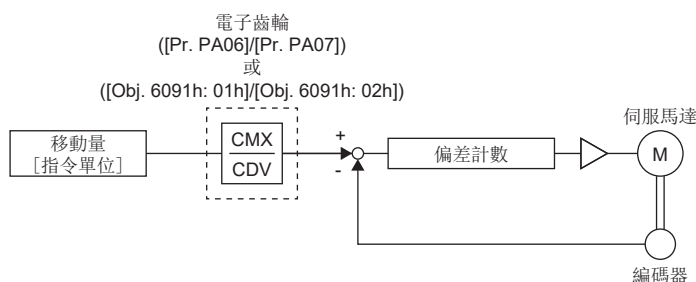 電子齒輪
([Pr. PA06]/[Pr. PA07])
或
([Obj. 6091h: 01h]/[Obj. 6091h: 02h])
伺服馬達
移動量
[指令單位]
CMX
CDV
+
-
偏差計數
M
編碼器